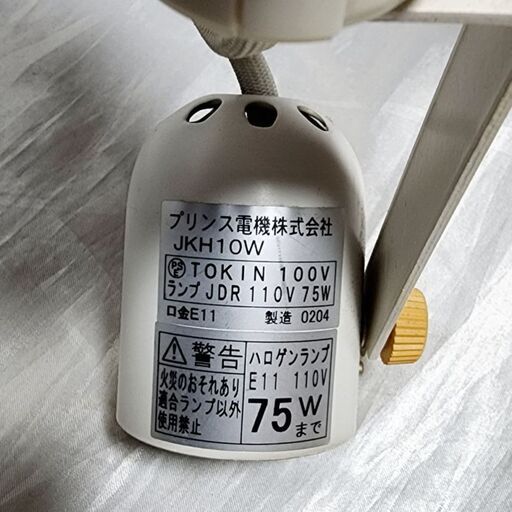 プリンス電機株式会社
JKH10W
PSE TOKIN 100V
ランプ JDR 110V 75W
口金E11 製造 0204
警告
火災のおそれあり
適合ランプ以外
使用禁止
ハロゲンランプ
E11 110V
75Wまで